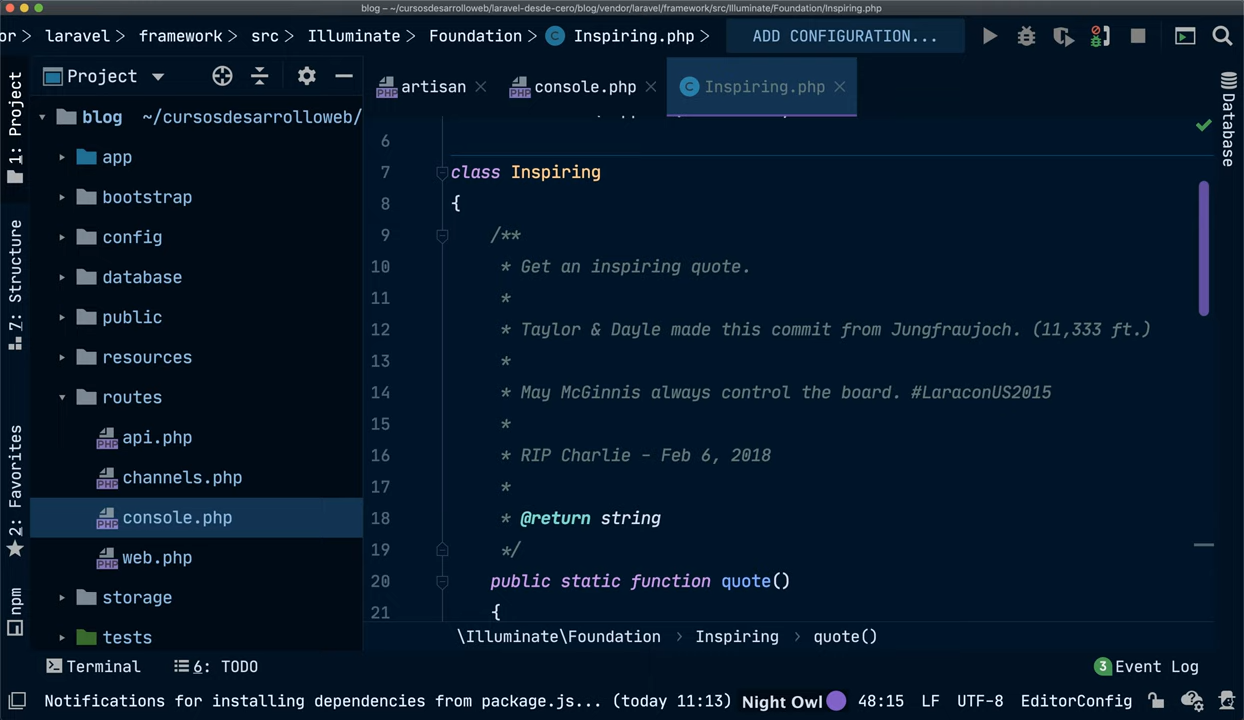 blog – ~/cursosdesarrolloweb/laravel-desde-cero/blog/vendor/laravel/framework/src/Illuminate/Foundation/Inspiring.php
or > laravel > framework > src > Illuminate > Foundation > C Inspiring.php > ADD CONFIGURATION...
1: Project
7: Structure
2: Favorites
npm
Project
blog ~/cursosdesarrolloweb/
app
bootstrap
config
database
public
resources
routes
PHP api.php
PHP channels.php
PHP console.php
PHP web.php
storage
tests
PHP artisan PHP console.php C Inspiring.php
6
7 class Inspiring
8 {
9 /**
10 * Get an inspiring quote.
11 *
12 * Taylor & Dayle made this commit from Jungfraujoch. (11,333 ft.)
13 *
14 * May McGinnis always control the board. #LaraconUS2015
15 *
16 * RIP Charlie - Feb 6, 2018
17 *
18 * @return string
19 */
20 public static function quote()
21 {
\Illuminate\Foundation > Inspiring > quote()
Database
Terminal 6: TODO 3 Event Log
Notifications for installing dependencies from package.js... (today 11:13) Night Owl 48:15 LF UTF-8 EditorConfig